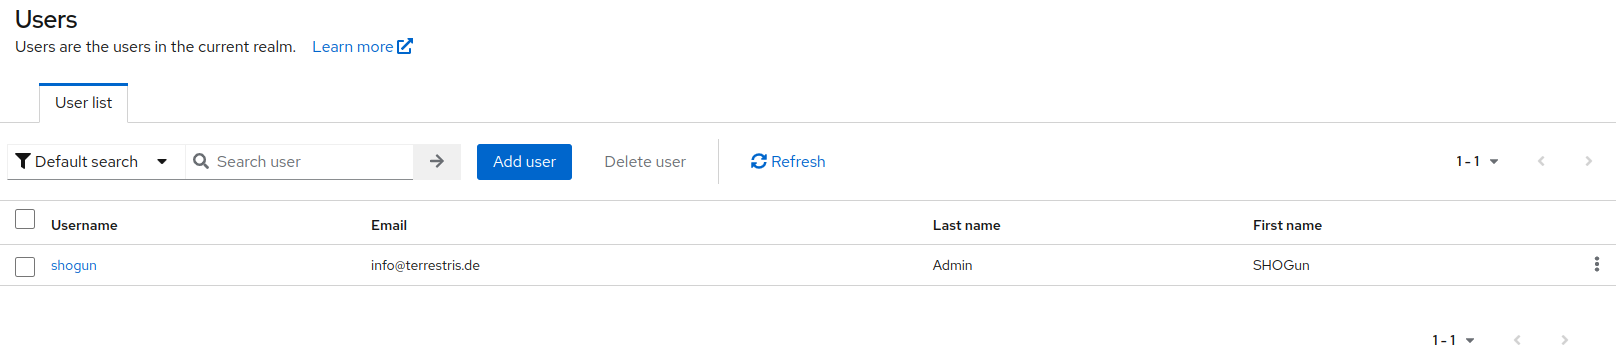 Users
Users are the users in the current realm. Learn more
User list
Default search Search user Add user Delete user Refresh 1 - 1
Username Email Last name First name
shogun info@terrestris.de Admin SHOGun
1 - 1